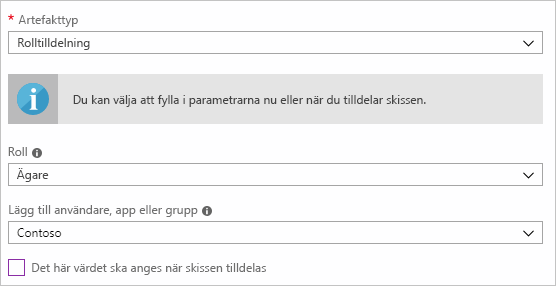 * Artefakttyp
Rolltilldelning
Du kan välja att fylla i parametrarna nu eller när du tilldelar skissen.
Roll
Ägare
Lägg till användare, app eller grupp
Contoso
Det här värdet ska anges när skissen tilldelas